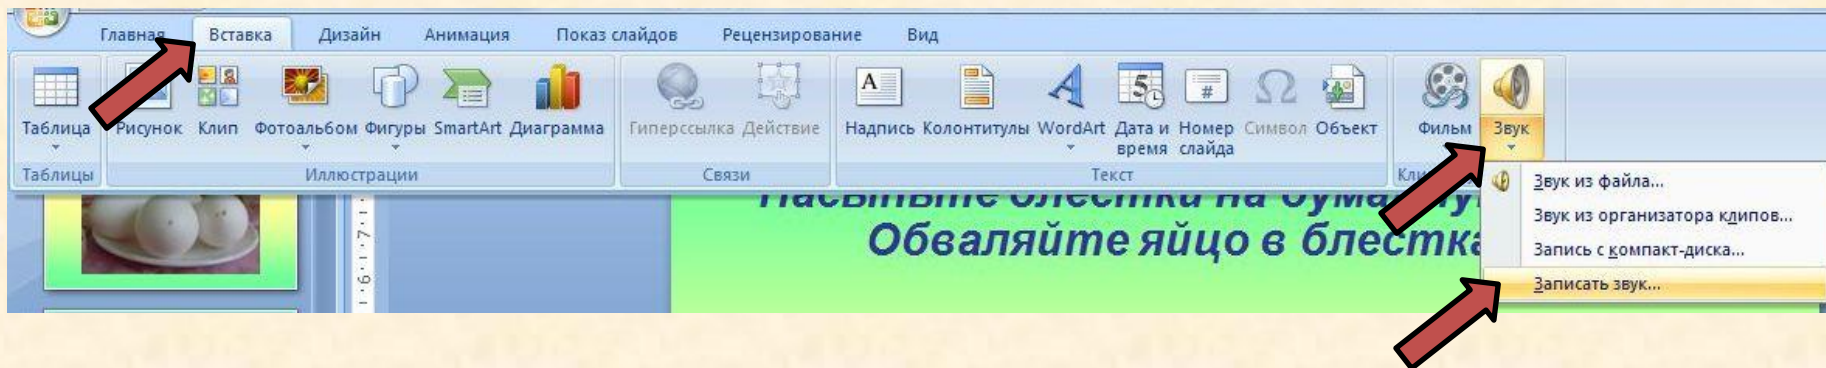 Главная Вставка Дизайн Анимация Показ слайдов Рецензирование Вид
Таблица Рисунок Клип Фотоальбом Фигуры SmartArt Диаграмма Гиперссылка Действие Надпись Колонтитулы WordArt Дата и время Номер слайда Символ Объект Фильм Звук
Таблицы Иллюстрации Связи Текст
Звук из файла...
Звук из организатора клипов...
Запись с компакт-диска...
Записать звук...
Обваляйте яйцо в